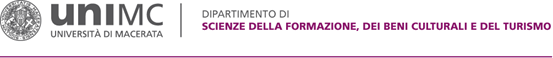 unimc
UNIVERSITÀ DI MACERATA
DIPARTIMENTO DI
SCIENZE DELLA FORMAZIONE, DEI BENI CULTURALI E DEL TURISMO